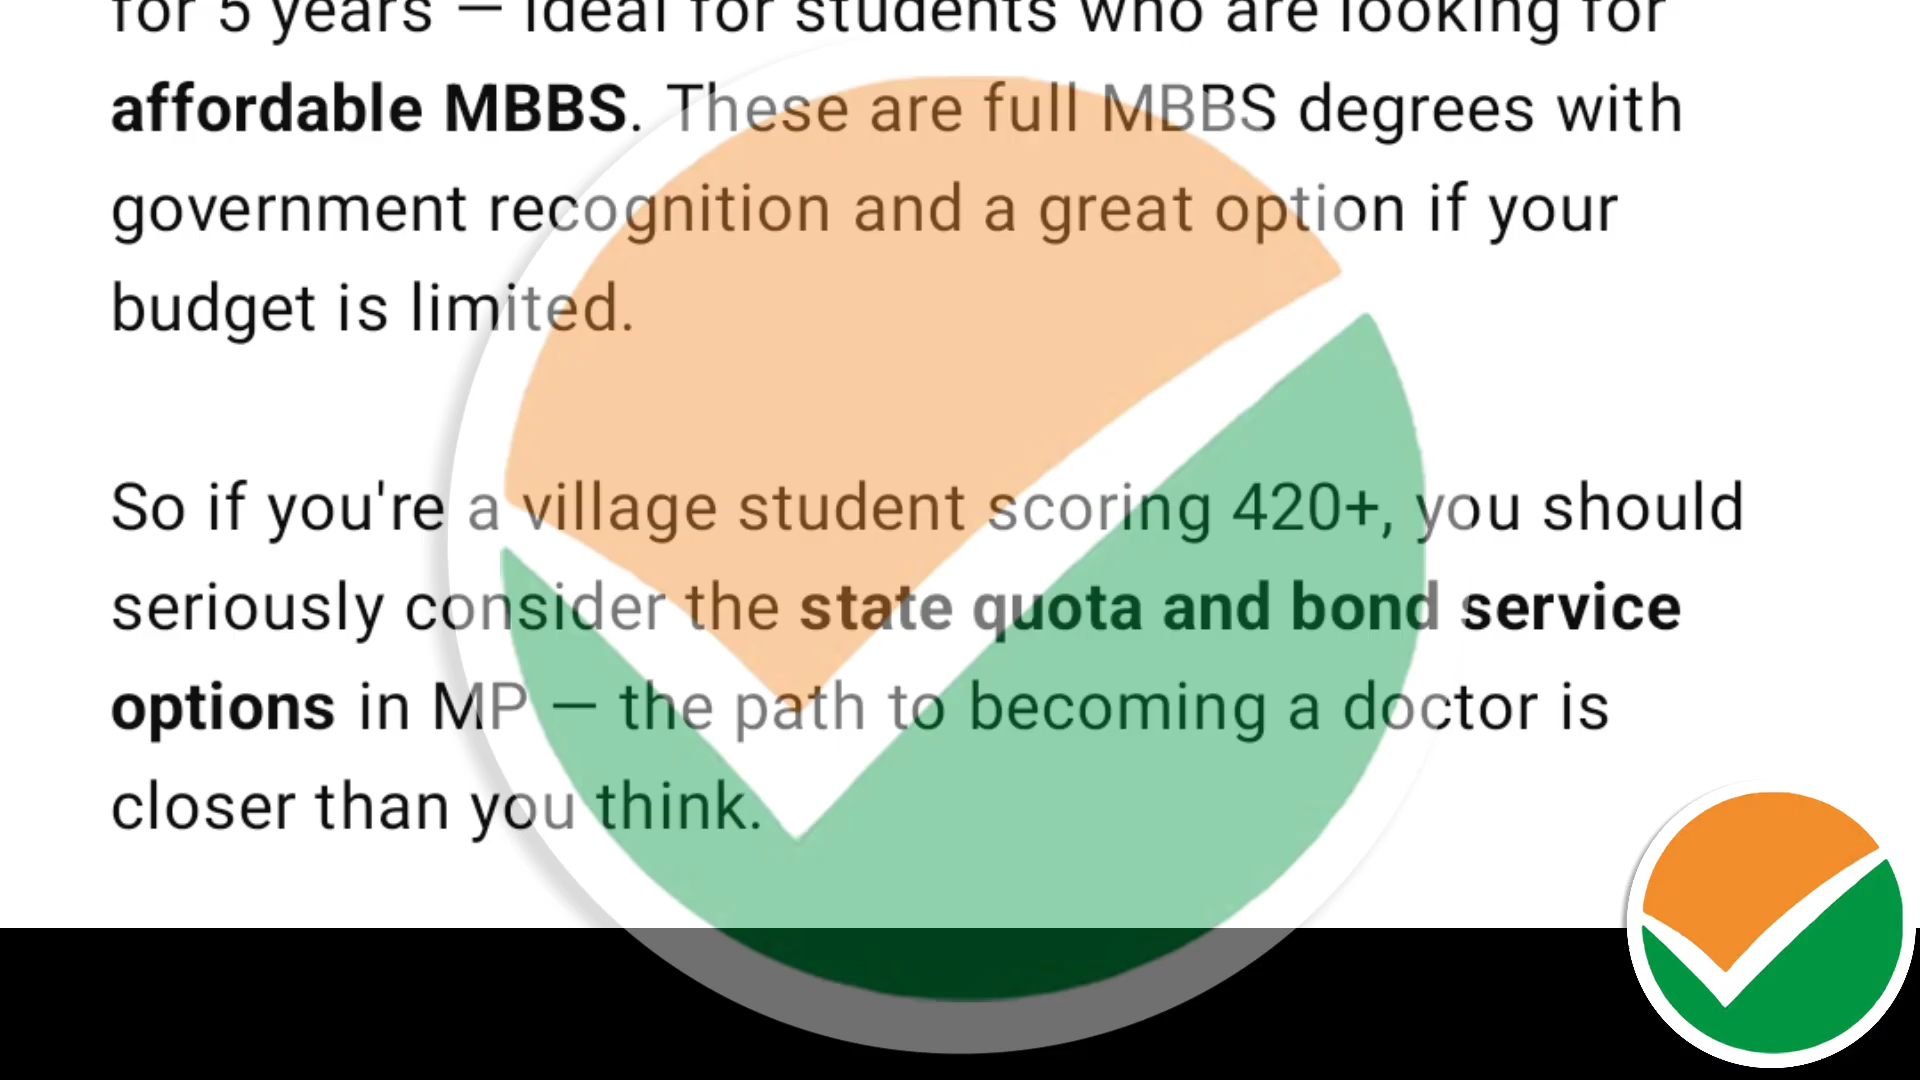 for 5 years — ideal for students who are looking for
affordable MBBS. These are full MBBS degrees with
government recognition and a great option if your
budget is limited.
So if you're a village student scoring 420+, you should
seriously consider the state quota and bond service
options in MP — the path to becoming a doctor is
closer than you think.